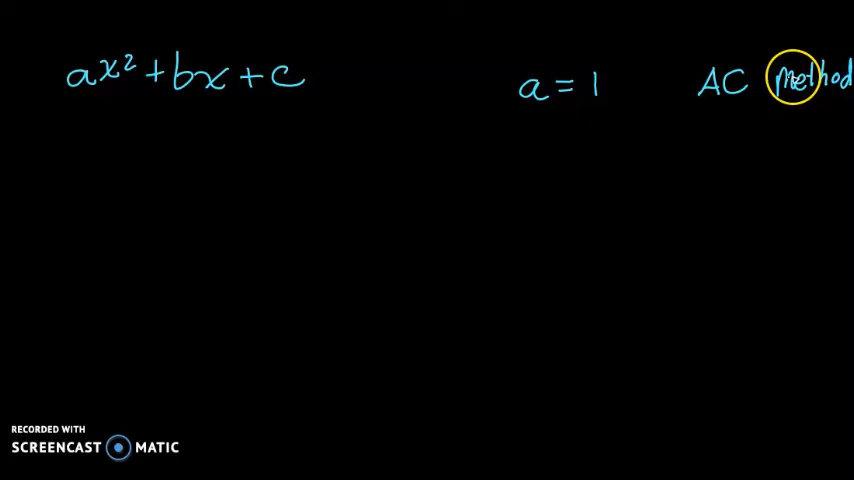 ax² + bx + c a = 1 AC method
RECORDED WITH
SCREENCAST MATIC